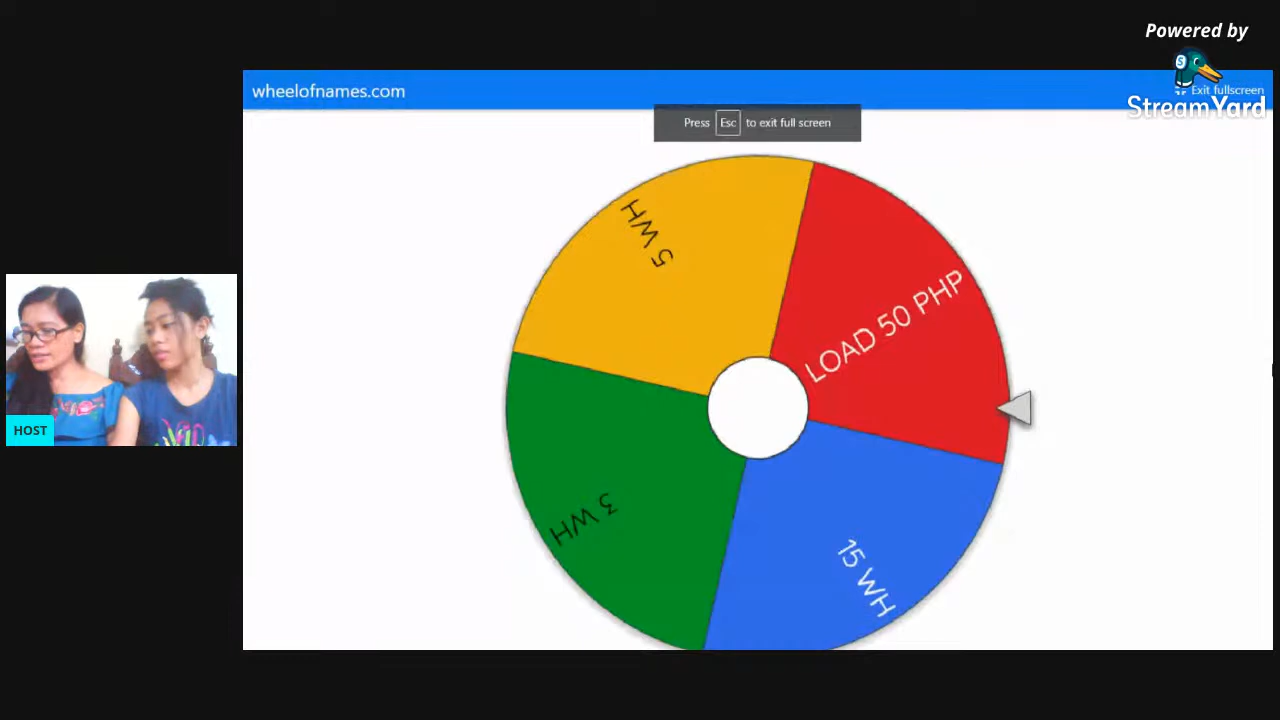 Powered by
StreamYard
wheelofnames.com
Exit fullscreen
Press Esc to exit full screen
5 WH
LOAD 50 PHP
3 WH
15 WH
HOST